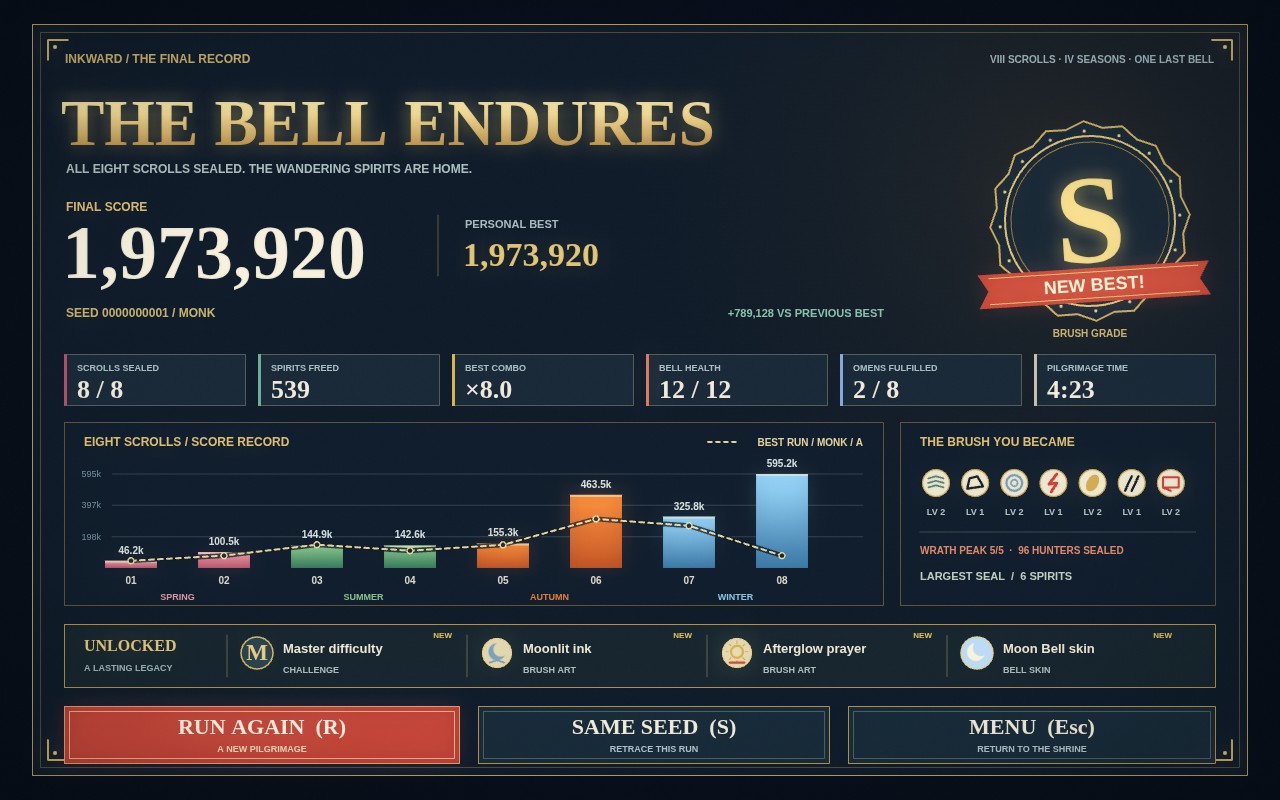 INKWARD / THE FINAL RECORD
VIII SCROLLS · IV SEASONS · ONE LAST BELL
THE BELL ENDURES
ALL EIGHT SCROLLS SEALED. THE WANDERING SPIRITS ARE HOME.
FINAL SCORE
1,973,920
PERSONAL BEST
1,973,920
SEED 0000000001 / MONK
+789,128 VS PREVIOUS BEST
S
NEW BEST!
BRUSH GRADE
SCROLLS SEALED
8 / 8
SPIRITS FREED
539
BEST COMBO
×8.0
BELL HEALTH
12 / 12
OMENS FULFILLED
2 / 8
PILGRIMAGE TIME
4:23
EIGHT SCROLLS / SCORE RECORD
BEST RUN / MONK / A
595k
397k
198k
46.2k
100.5k
144.9k
142.6k
155.3k
463.5k
325.8k
595.2k
01 02 03 04 05 06 07 08
SPRING SUMMER AUTUMN WINTER
THE BRUSH YOU BECAME
LV 2 LV 1 LV 2 LV 1 LV 2 LV 1 LV 2
WRATH PEAK 5/5 · 96 HUNTERS SEALED
LARGEST SEAL / 6 SPIRITS
UNLOCKED
A LASTING LEGACY
M
Master difficulty
CHALLENGE
NEW
Moonlit ink
BRUSH ART
NEW
Afterglow prayer
BRUSH ART
NEW
Moon Bell skin
BELL SKIN
NEW
RUN AGAIN (R)
A NEW PILGRIMAGE
SAME SEED (S)
RETRACE THIS RUN
MENU (Esc)
RETURN TO THE SHRINE